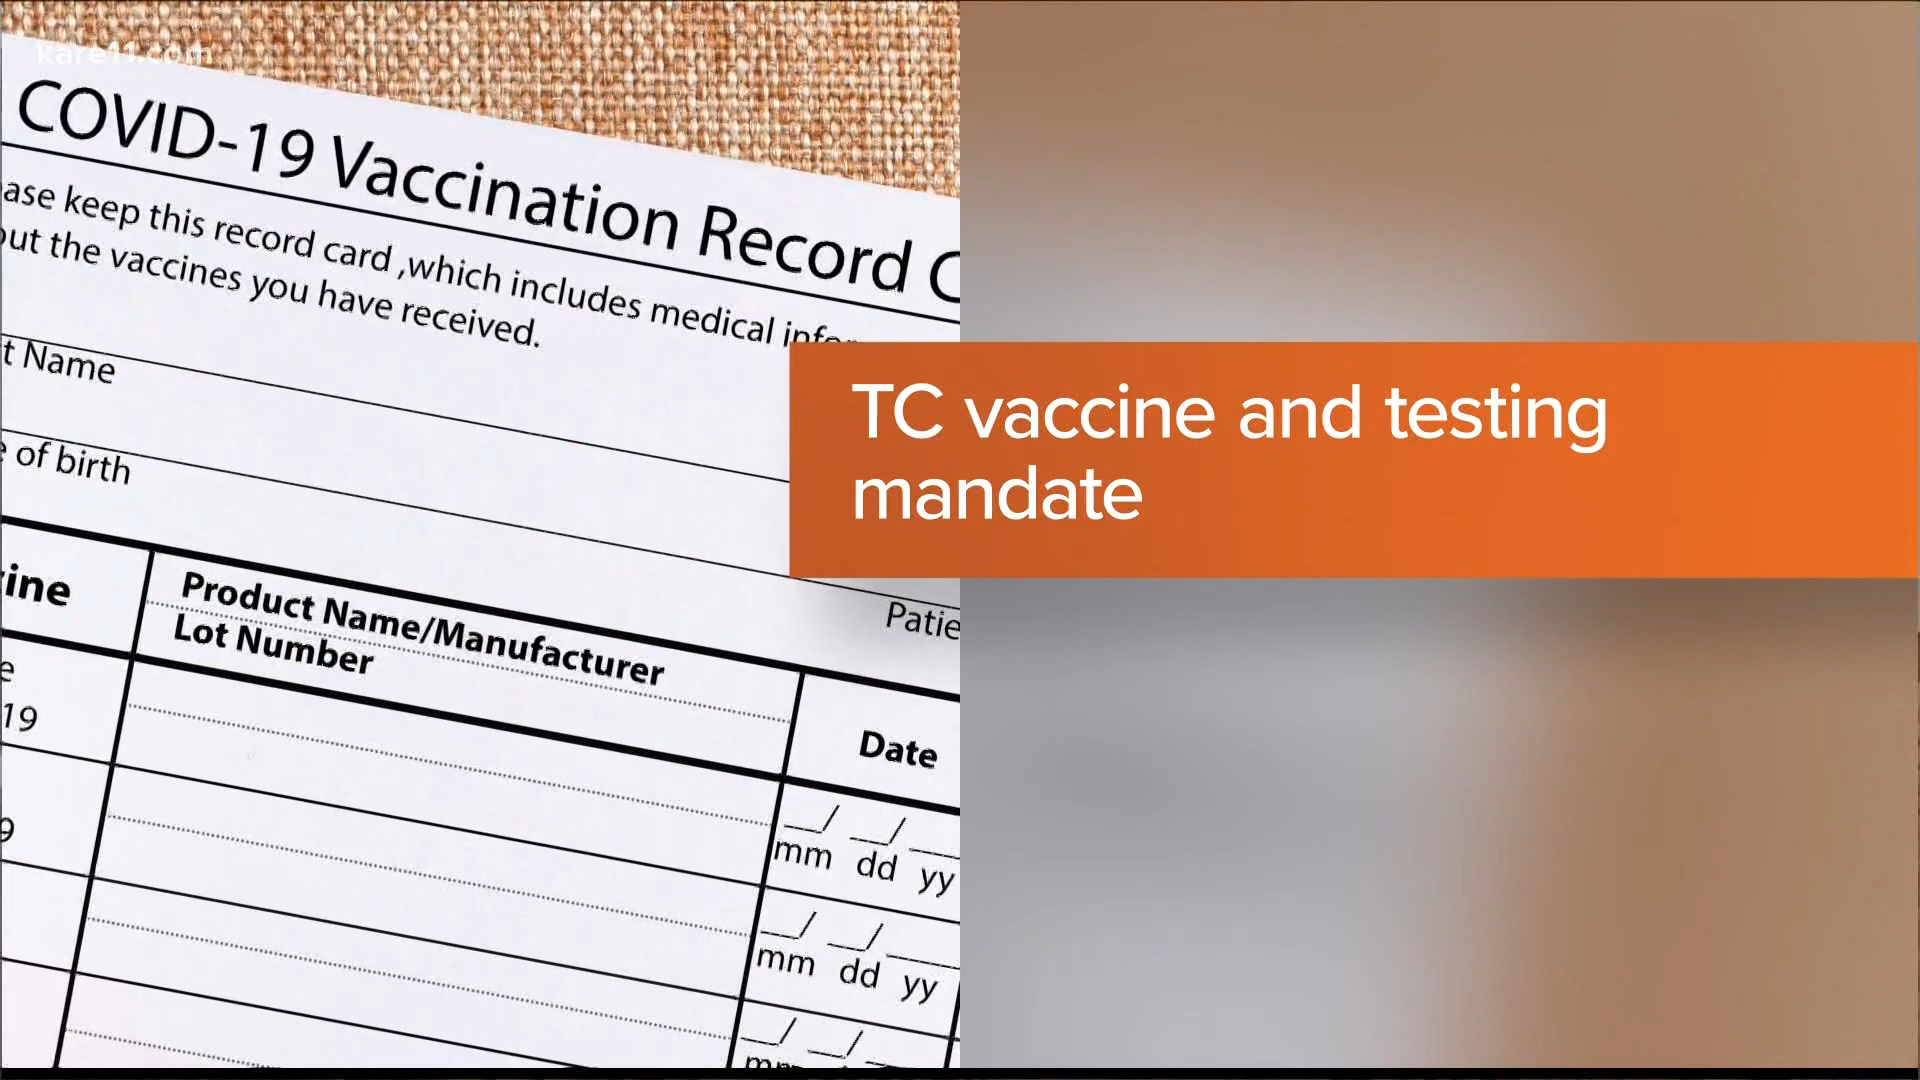 kare11.com
COVID-19 Vaccination Record C
ase keep this record card ,which includes medical infor
out the vaccines you have received.
t Name
TC vaccine and testing
mandate
e of birth
Patie
ine
Product Name/Manufacturer
Lot Number
e
19
Date
9
mm dd yy
mm dd yy